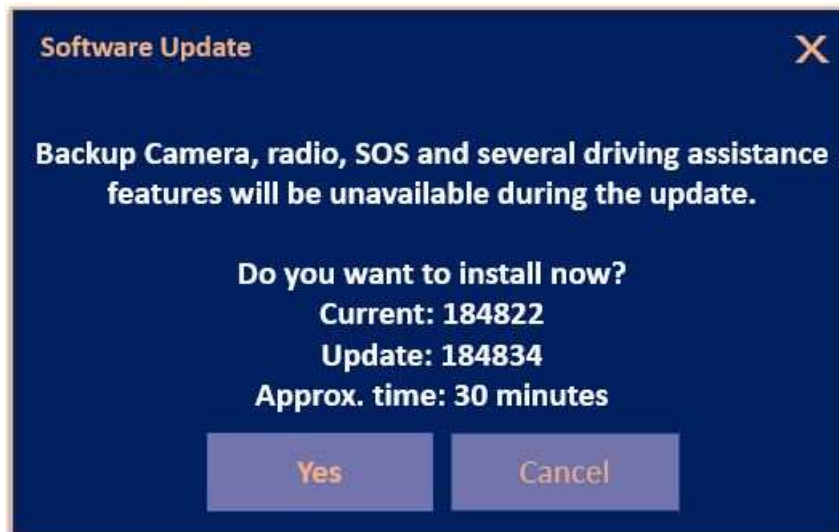 Software Update X
Backup Camera, radio, SOS and several driving assistance
features will be unavailable during the update.
Do you want to install now?
Current: 184822
Update: 184834
Approx. time: 30 minutes
Yes Cancel